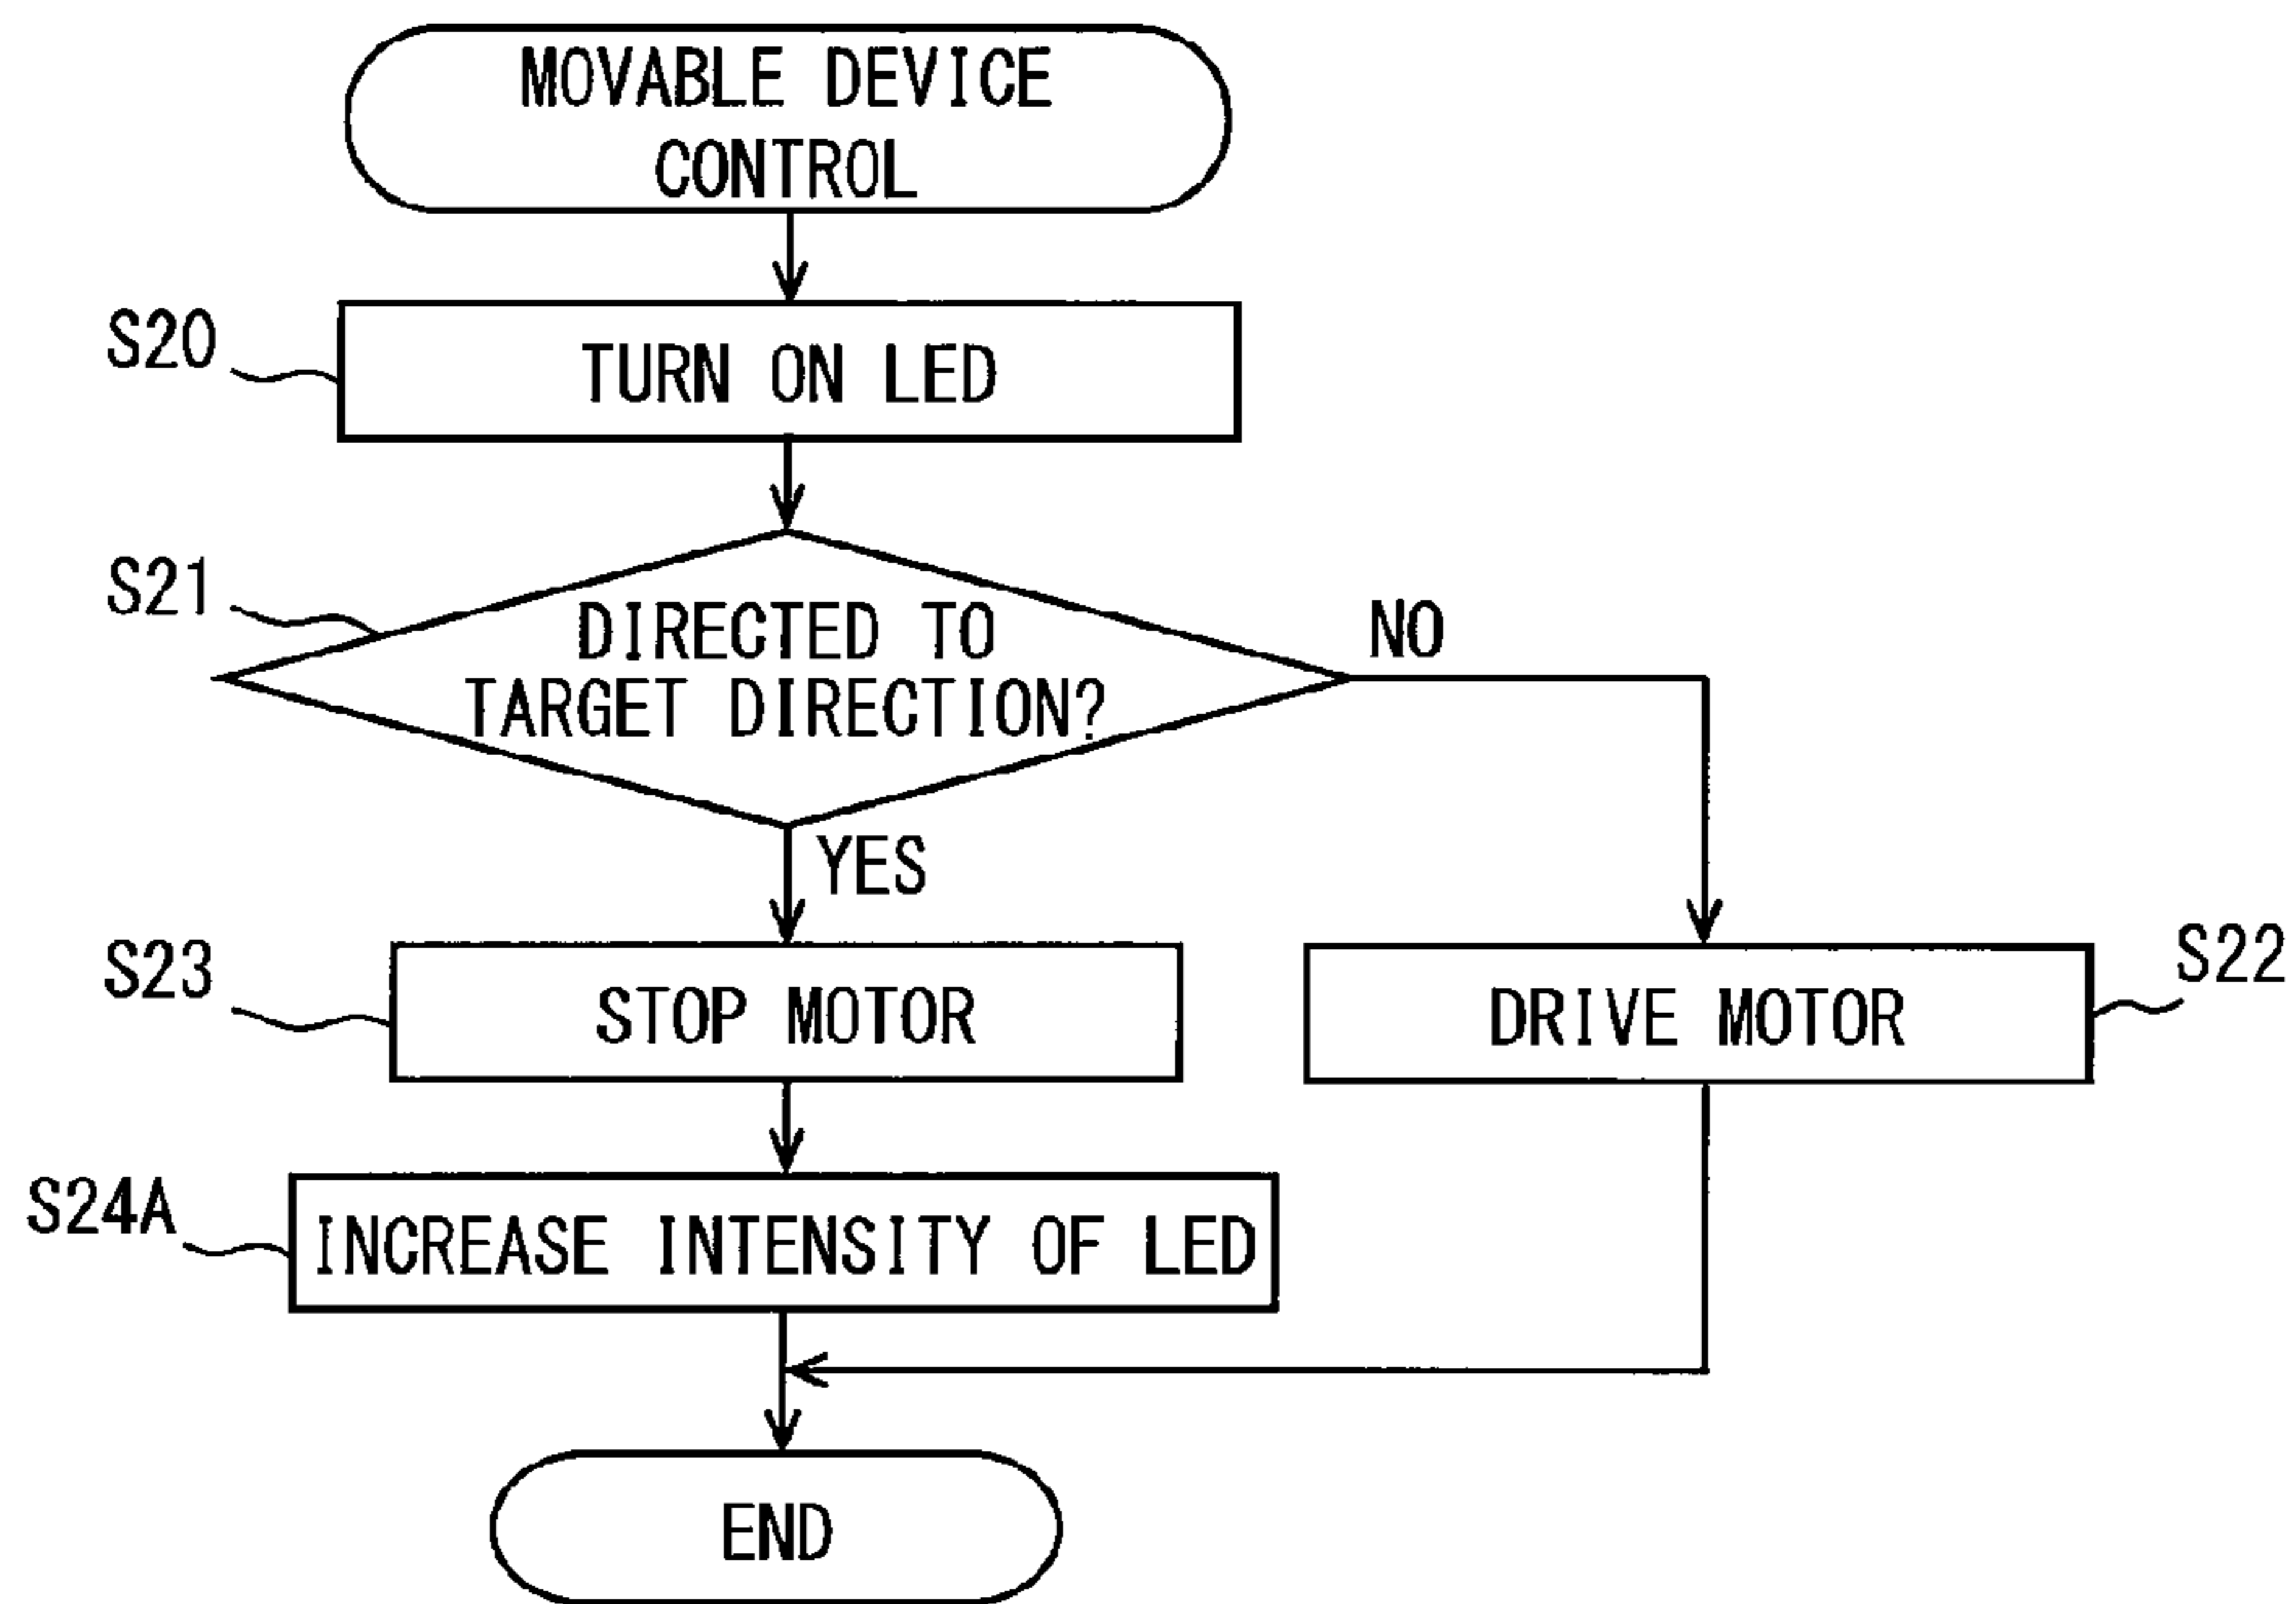 MOVABLE DEVICE
CONTROL
S20
TURN ON LED
S21
DIRECTED TO
TARGET DIRECTION?
NO
YES
S23
STOP MOTOR
DRIVE MOTOR
S22
S24A
INCREASE INTENSITY OF LED
END